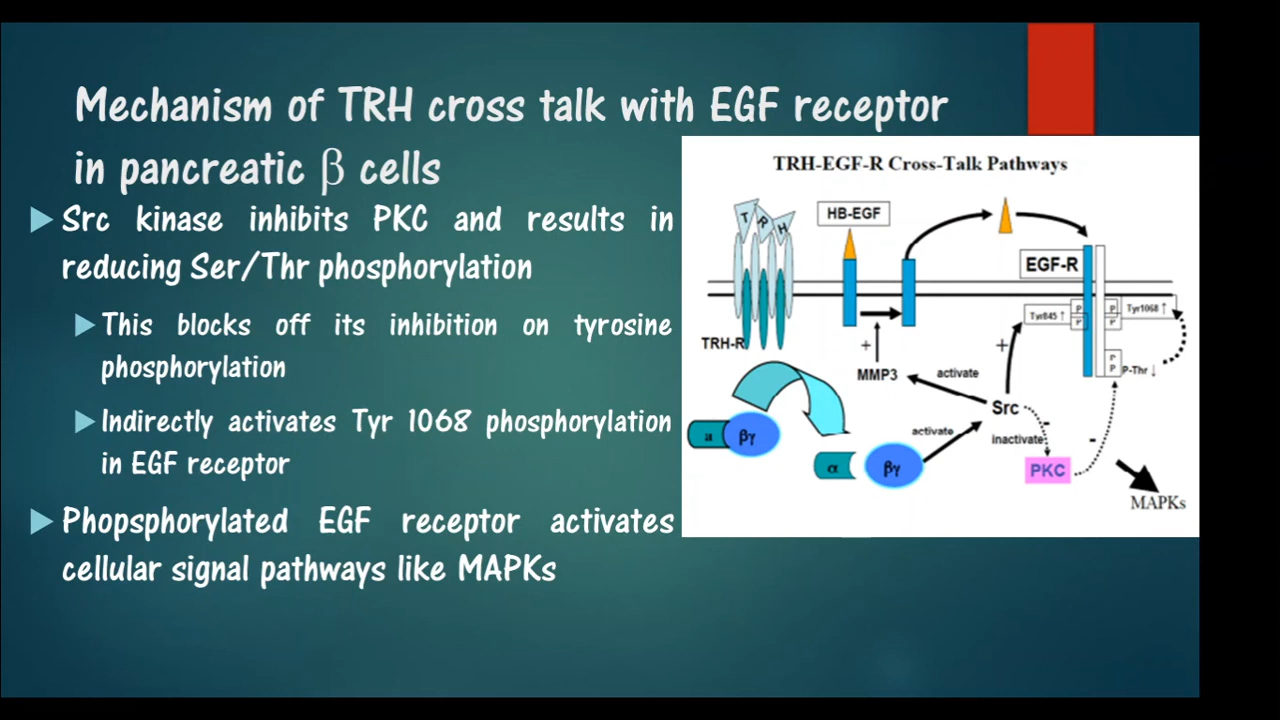 Mechanism of TRH cross talk with EGF receptor
in pancreatic β cells
Src kinase inhibits PKC and results in
reducing Ser/Thr phosphorylation
This blocks off its inhibition on tyrosine
phosphorylation
Indirectly activates Tyr 1068 phosphorylation
in EGF receptor
Phopsphorylated EGF receptor activates
cellular signal pathways like MAPKs
TRH-EGF-R Cross-Talk Pathways
T R H
HB-EGF
EGF-R
Tyr845 ↑
P P
P P
Tyr1068 ↑
TRH-R
+
+
MMP3
activate
P
P
P-Thr ↓
Src
activate
inactivate
-
-
α βγ
α βγ
PKC
MAPKs